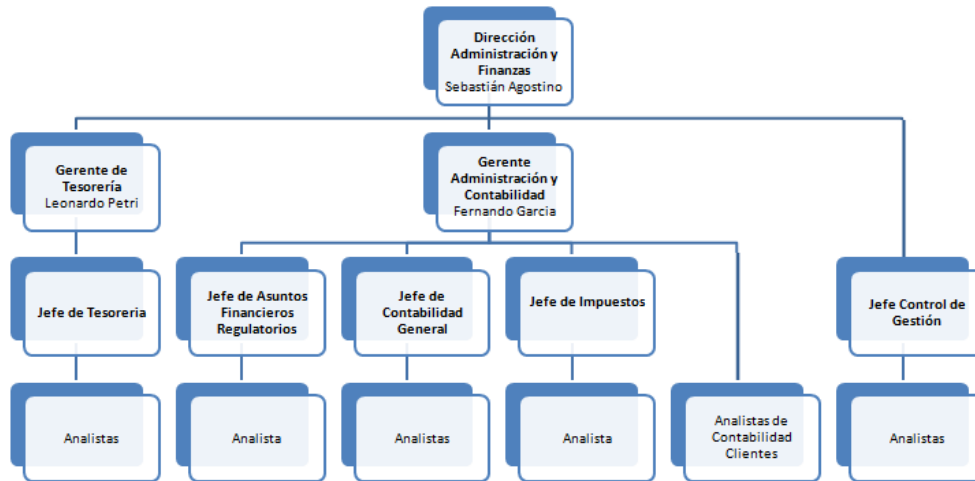 Dirección
Administración y
Finanzas
Sebastián Agostino
Gerente de
Tesorería
Leonardo Petri
Gerente
Administración y
Contabilidad
Fernando Garcia
Jefe de Tesoreria
Jefe de Asuntos
Financieros
Regulatorios
Jefe de
Contabilidad
General
Jefe de Impuestos
Jefe Control de
Gestión
Analistas
Analista
Analistas
Analista
Analistas de
Contabilidad
Clientes
Analistas